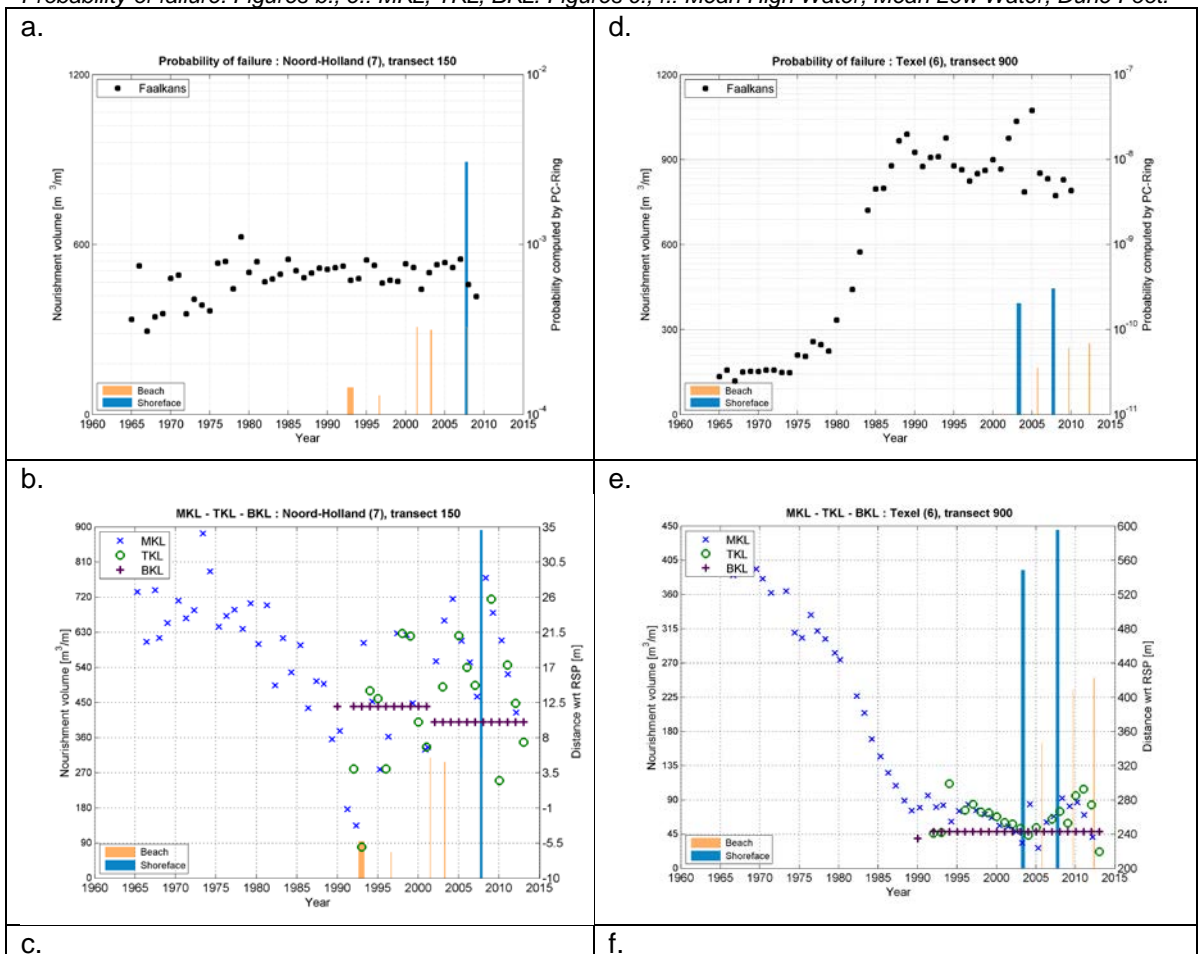 Probability of failure. Figures b., e.: MKL, TKL, BKL. Figures c., f.: Mean High Water, Mean Low Water, Dune Foot.
a.
Probability of failure : Noord-Holland (7), transect 150
Faalkans
Nourishment volume [m³/m]
1200
600
0
10⁻²
10⁻³
10⁻⁴
Probability computed by PC-Ring
Beach
Shoreface
1960 1965 1970 1975 1980 1985 1990 1995 2000 2005 2010 2015
Year
d.
Probability of failure : Texel (6), transect 900
Faalkans
Nourishment volume [m³/m]
1200
900
600
300
0
10⁻⁷
10⁻⁸
10⁻⁹
10⁻¹⁰
10⁻¹¹
Probability computed by PC-Ring
Beach
Shoreface
1960 1965 1970 1975 1980 1985 1990 1995 2000 2005 2010 2015
Year
b.
MKL - TKL - BKL : Noord-Holland (7), transect 150
MKL
TKL
BKL
Nourishment volume [m³/m]
900
810
720
630
540
450
360
270
180
90
0
35
30.5
26
21.5
17
12.5
8
3.5
-1
-5.5
-10
Distance wrt RSP [m]
Beach
Shoreface
1960 1965 1970 1975 1980 1985 1990 1995 2000 2005 2010 2015
Year
e.
MKL - TKL - BKL : Texel (6), transect 900
MKL
TKL
BKL
Nourishment volume [m³/m]
450
405
360
315
270
225
180
135
90
45
0
600
560
520
480
440
400
360
320
280
240
200
Distance wrt RSP [m]
Beach
Shoreface
1960 1965 1970 1975 1980 1985 1990 1995 2000 2005 2010 2015
Year
c.
f.